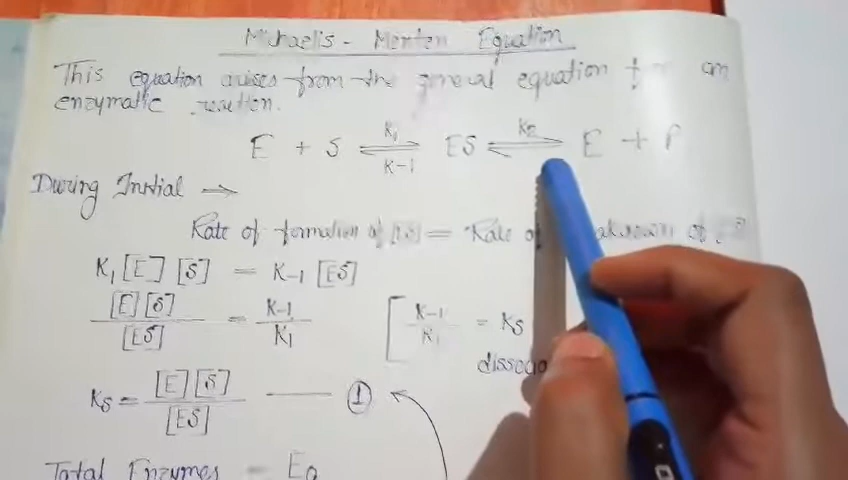 Michaelis - Menten Equation
This equation arises from the general equation an
enzymatic reaction.
E + S ⇌ ES ⇌ E + P
K1 K2
K-1
During Initial →
Rate of formation of [ES] = Rate of of
K1[E][S] = K-1[ES]
[E][S] / [ES] = K-1 / K1 [ K-1 / K1 = Ks
Ks = [E][S] / [ES] —— ①
Total Enzymes = E0